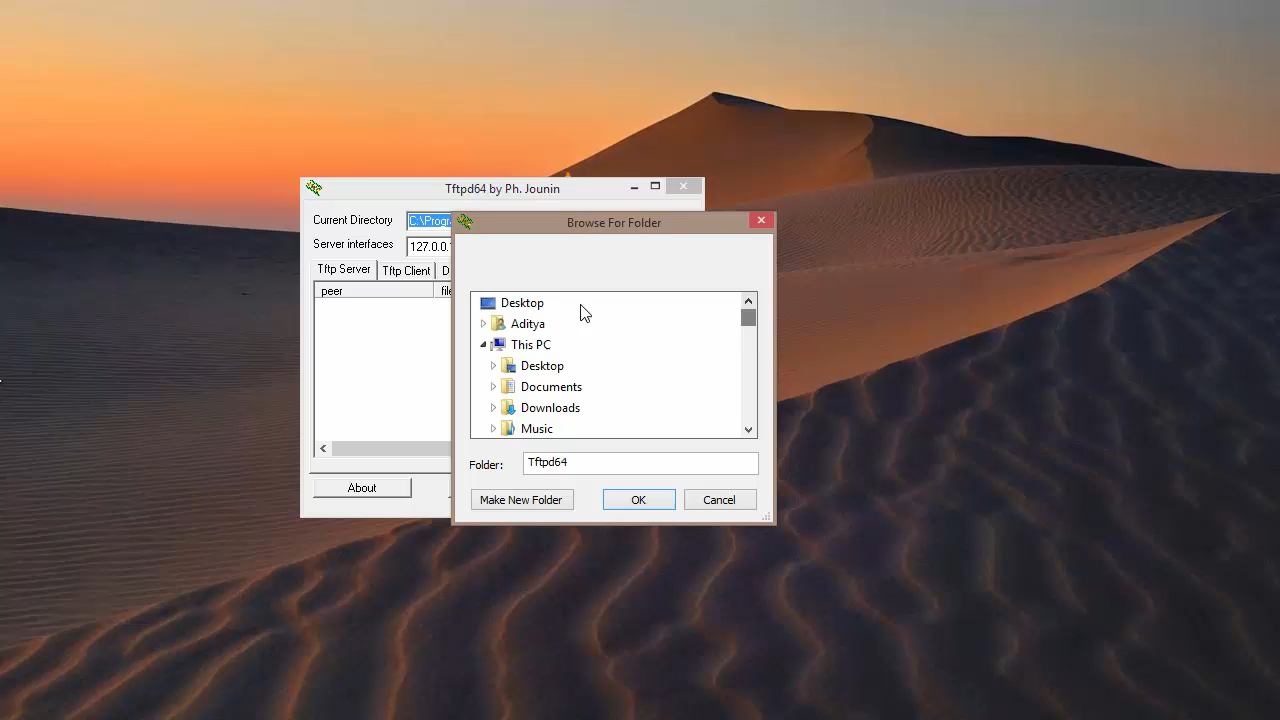 Tftpd64 by Ph. Jounin
Current Directory
C:\Progr
Browse For Folder
Server interfaces
127.0.0.
Tftp Server
Tftp Client
D
peer
file
Desktop
Aditya
This PC
Desktop
Documents
Downloads
Music
Folder:
Tftpd64
About
Make New Folder
OK
Cancel